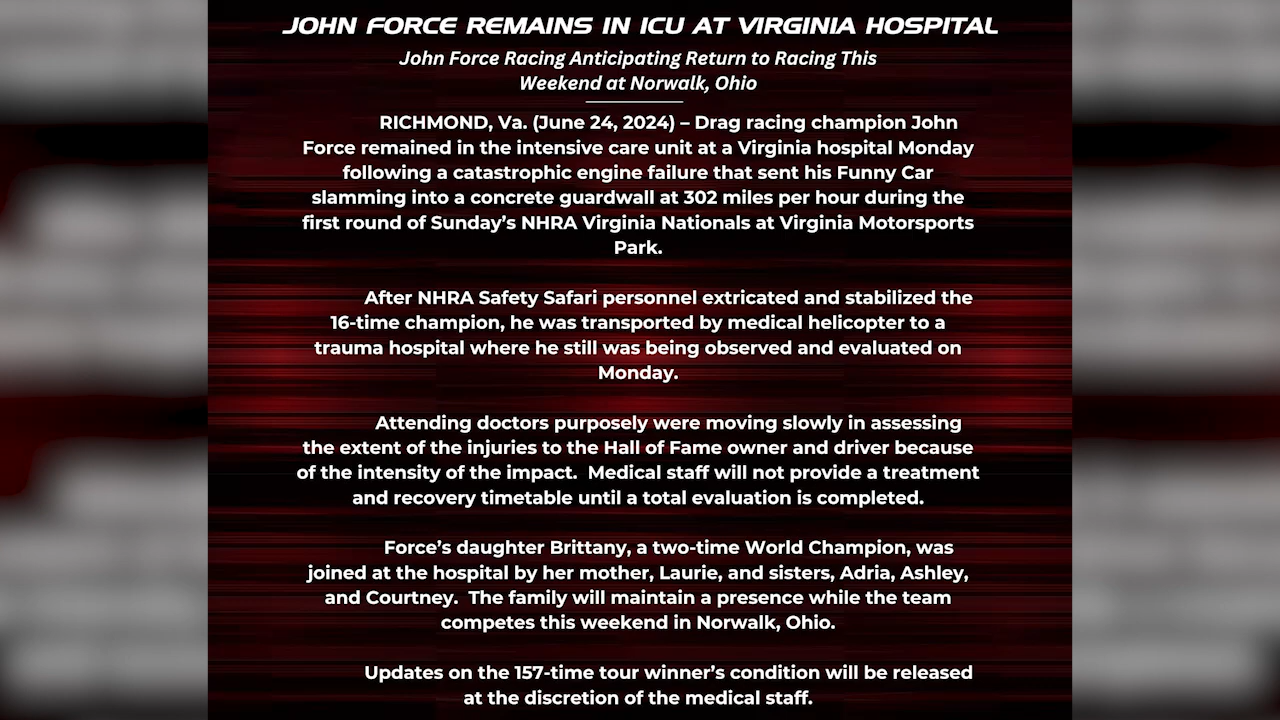 JOHN FORCE REMAINS IN ICU AT VIRGINIA HOSPITAL
John Force Racing Anticipating Return to Racing This
Weekend at Norwalk, Ohio
RICHMOND, Va. (June 24, 2024) – Drag racing champion John
Force remained in the intensive care unit at a Virginia hospital Monday
following a catastrophic engine failure that sent his Funny Car
slamming into a concrete guardwall at 302 miles per hour during the
first round of Sunday’s NHRA Virginia Nationals at Virginia Motorsports
Park.
After NHRA Safety Safari personnel extricated and stabilized the
16-time champion, he was transported by medical helicopter to a
trauma hospital where he still was being observed and evaluated on
Monday.
Attending doctors purposely were moving slowly in assessing
the extent of the injuries to the Hall of Fame owner and driver because
of the intensity of the impact.  Medical staff will not provide a treatment
and recovery timetable until a total evaluation is completed.
Force’s daughter Brittany, a two-time World Champion, was
joined at the hospital by her mother, Laurie, and sisters, Adria, Ashley,
and Courtney.  The family will maintain a presence while the team
competes this weekend in Norwalk, Ohio.
Updates on the 157-time tour winner’s condition will be released
at the discretion of the medical staff.